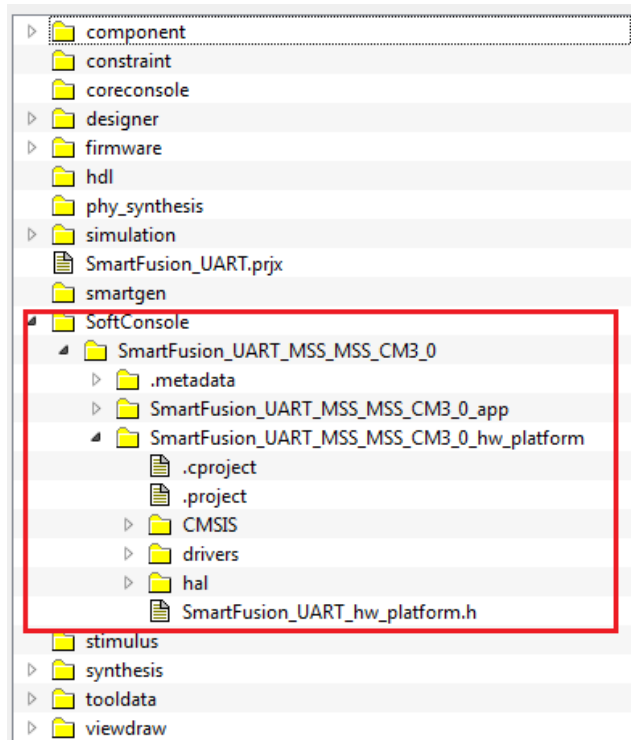 component
constraint
coreconsole
designer
firmware
hdl
phy_synthesis
simulation
SmartFusion_UART.prjx
smartgen
SoftConsole
SmartFusion_UART_MSS_MSS_CM3_0
.metadata
SmartFusion_UART_MSS_MSS_CM3_0_app
SmartFusion_UART_MSS_MSS_CM3_0_hw_platform
.cproject
.project
CMSIS
drivers
hal
SmartFusion_UART_hw_platform.h
stimulus
synthesis
tooldata
viewdraw